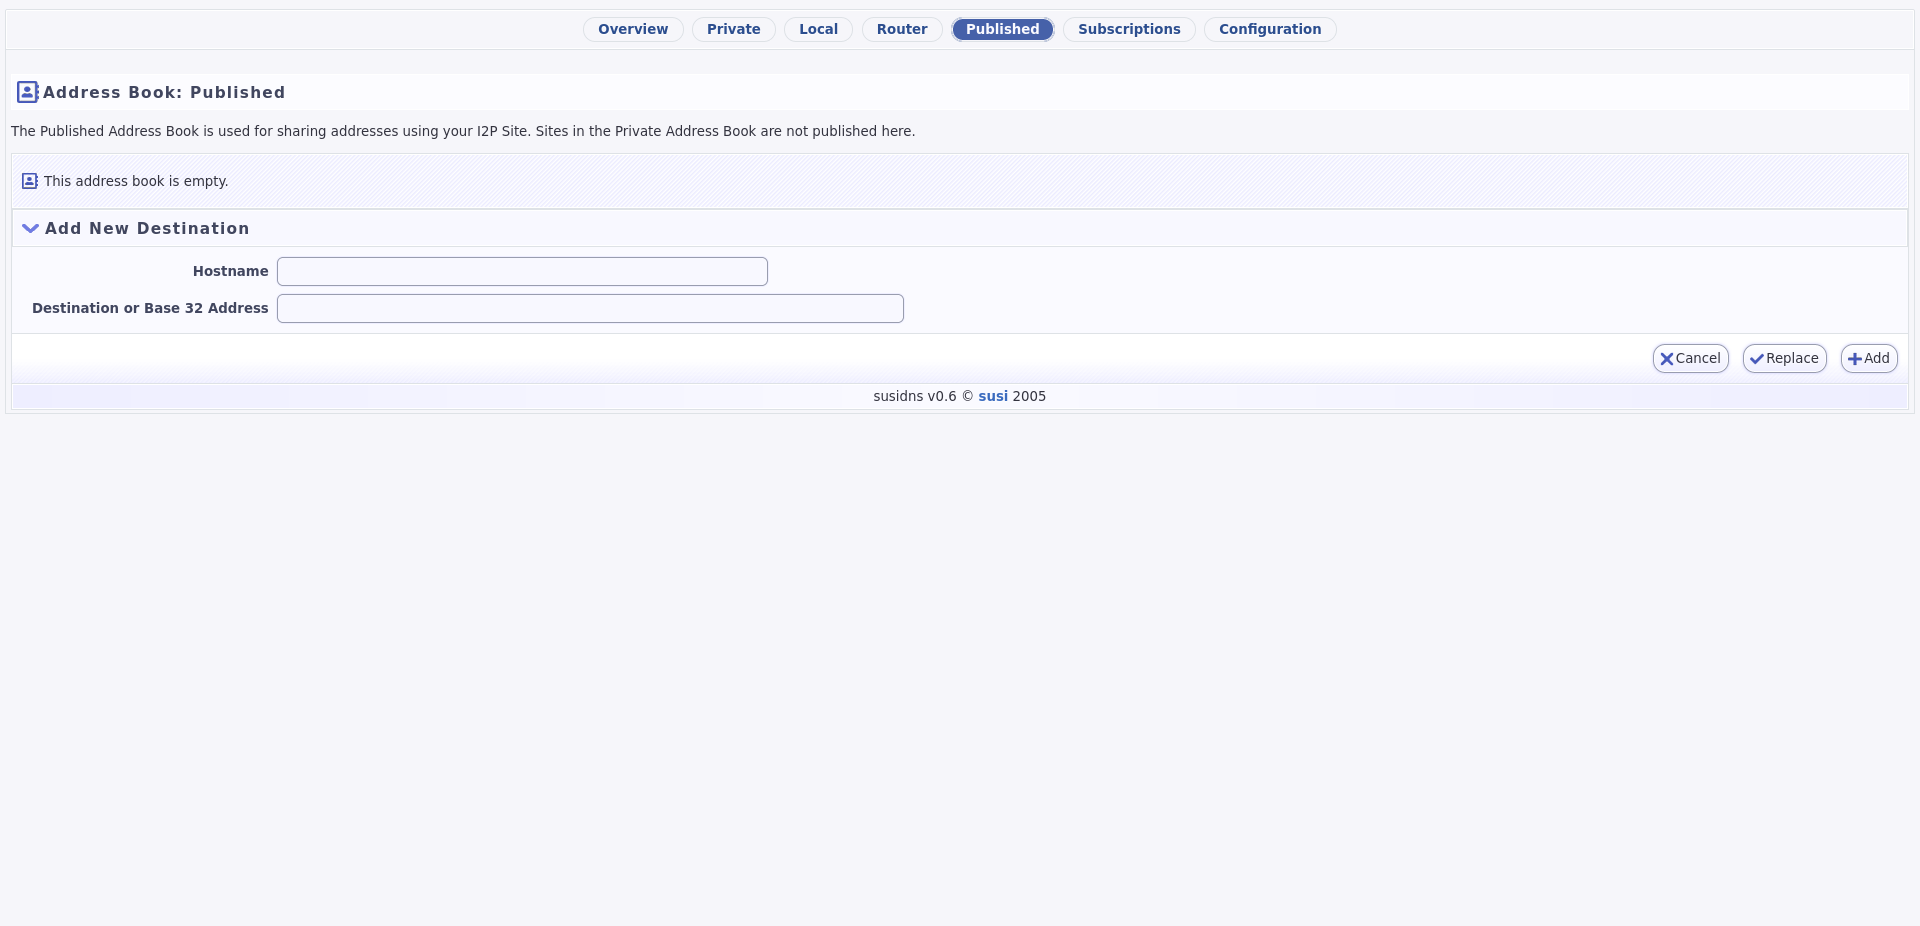 Overview Private Local Router Published Subscriptions Configuration
Address Book: Published
The Published Address Book is used for sharing addresses using your I2P Site. Sites in the Private Address Book are not published here.
This address book is empty.
Add New Destination
Hostname
Destination or Base 32 Address
Cancel Replace Add
susidns v0.6 © susi 2005